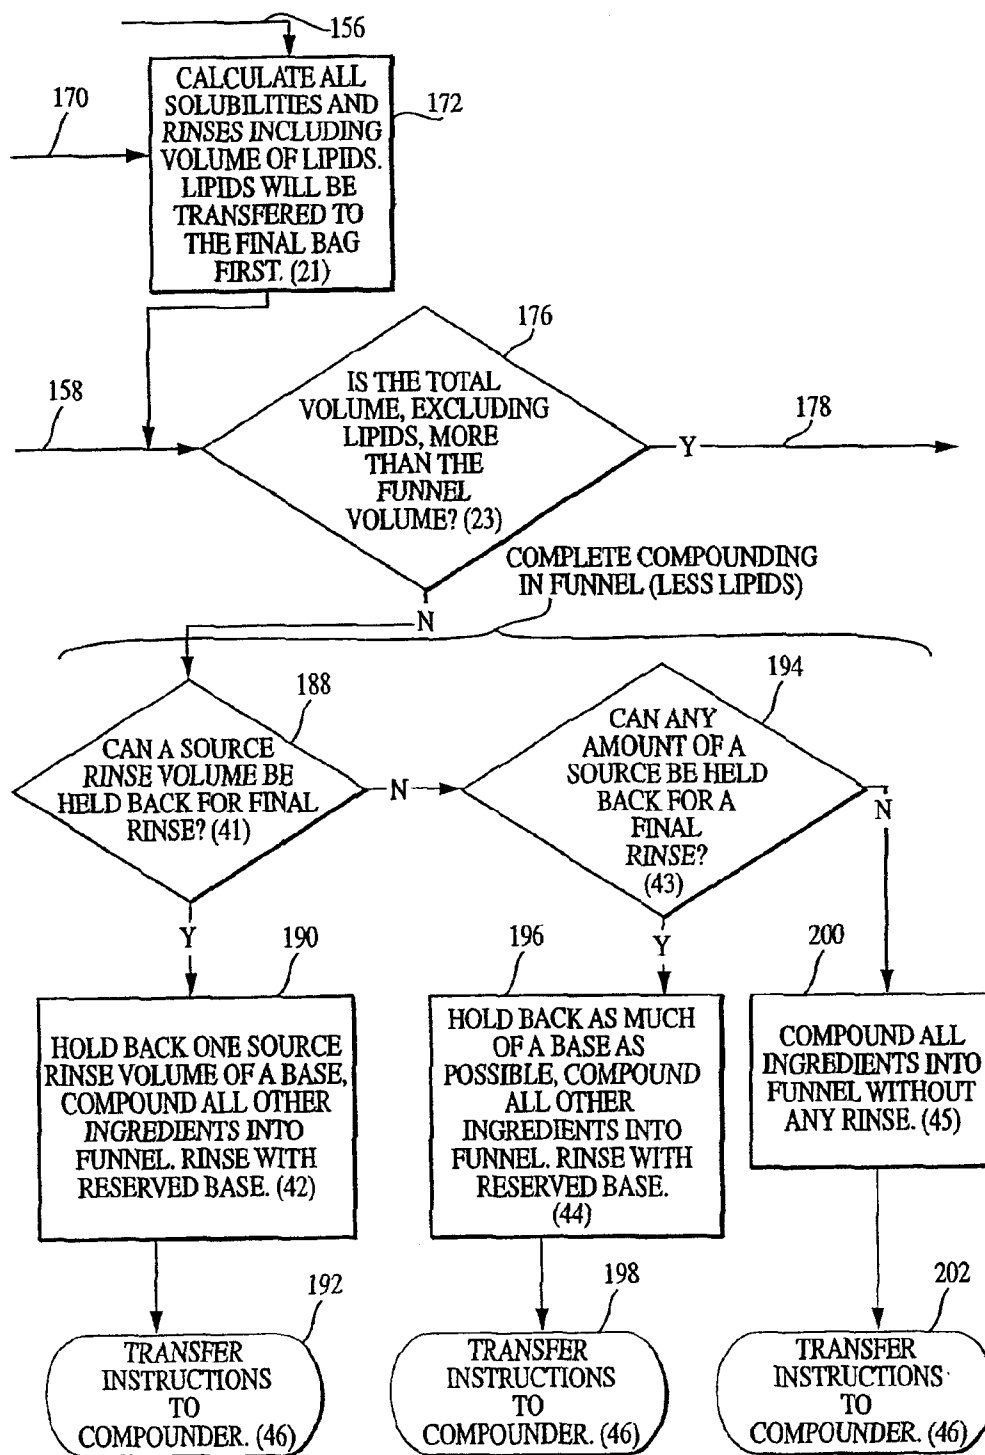 156
CALCULATE ALL
SOLUBILITIES AND
RINSES INCLUDING
VOLUME OF LIPIDS.
LIPIDS WILL BE
TRANSFERED TO
THE FINAL BAG
FIRST. (21)
170
172
176
IS THE TOTAL
VOLUME, EXCLUDING
LIPIDS, MORE
THAN THE
FUNNEL
VOLUME? (23)
158
Y
178
N
COMPLETE COMPOUNDING
IN FUNNEL (LESS LIPIDS)
188
CAN A SOURCE
RINSE VOLUME BE
HELD BACK FOR FINAL
RINSE? (41)
N
194
CAN ANY
AMOUNT OF A
SOURCE BE HELD
BACK FOR A
FINAL
RINSE?
(43)
N
Y
Y
190
HOLD BACK ONE SOURCE
RINSE VOLUME OF A BASE,
COMPOUND ALL OTHER
INGREDIENTS INTO
FUNNEL. RINSE WITH
RESERVED BASE. (42)
196
HOLD BACK AS MUCH
OF A BASE AS
POSSIBLE, COMPOUND
ALL OTHER
INGREDIENTS INTO
FUNNEL. RINSE WITH
RESERVED BASE.
(44)
200
COMPOUND ALL
INGREDIENTS INTO
FUNNEL WITHOUT
ANY RINSE. (45)
192
TRANSFER
INSTRUCTIONS
TO
COMPOUNDER. (46)
198
TRANSFER
INSTRUCTIONS
TO
COMPOUNDER. (46)
202
TRANSFER
INSTRUCTIONS
TO
COMPOUNDER. (46)